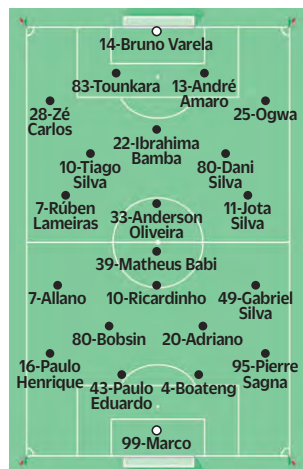 14-Bruno Varela
83-Tounkara
13-André
Amaro
28-Zé
Carlos
25-Ogwa
22-Ibrahima
Bamba
10-Tiago
Silva
80-Dani
Silva
7-Rúben
Lameiras
11-Jota
Silva
33-Anderson
Oliveira
39-Matheus Babi
7-Allano
10-Ricardinho
49-Gabriel
Silva
80-Bobsin
20-Adriano
16-Paulo
Henrique
95-Pierre
Sagna
43-Paulo
Eduardo
4-Boateng
99-Marco